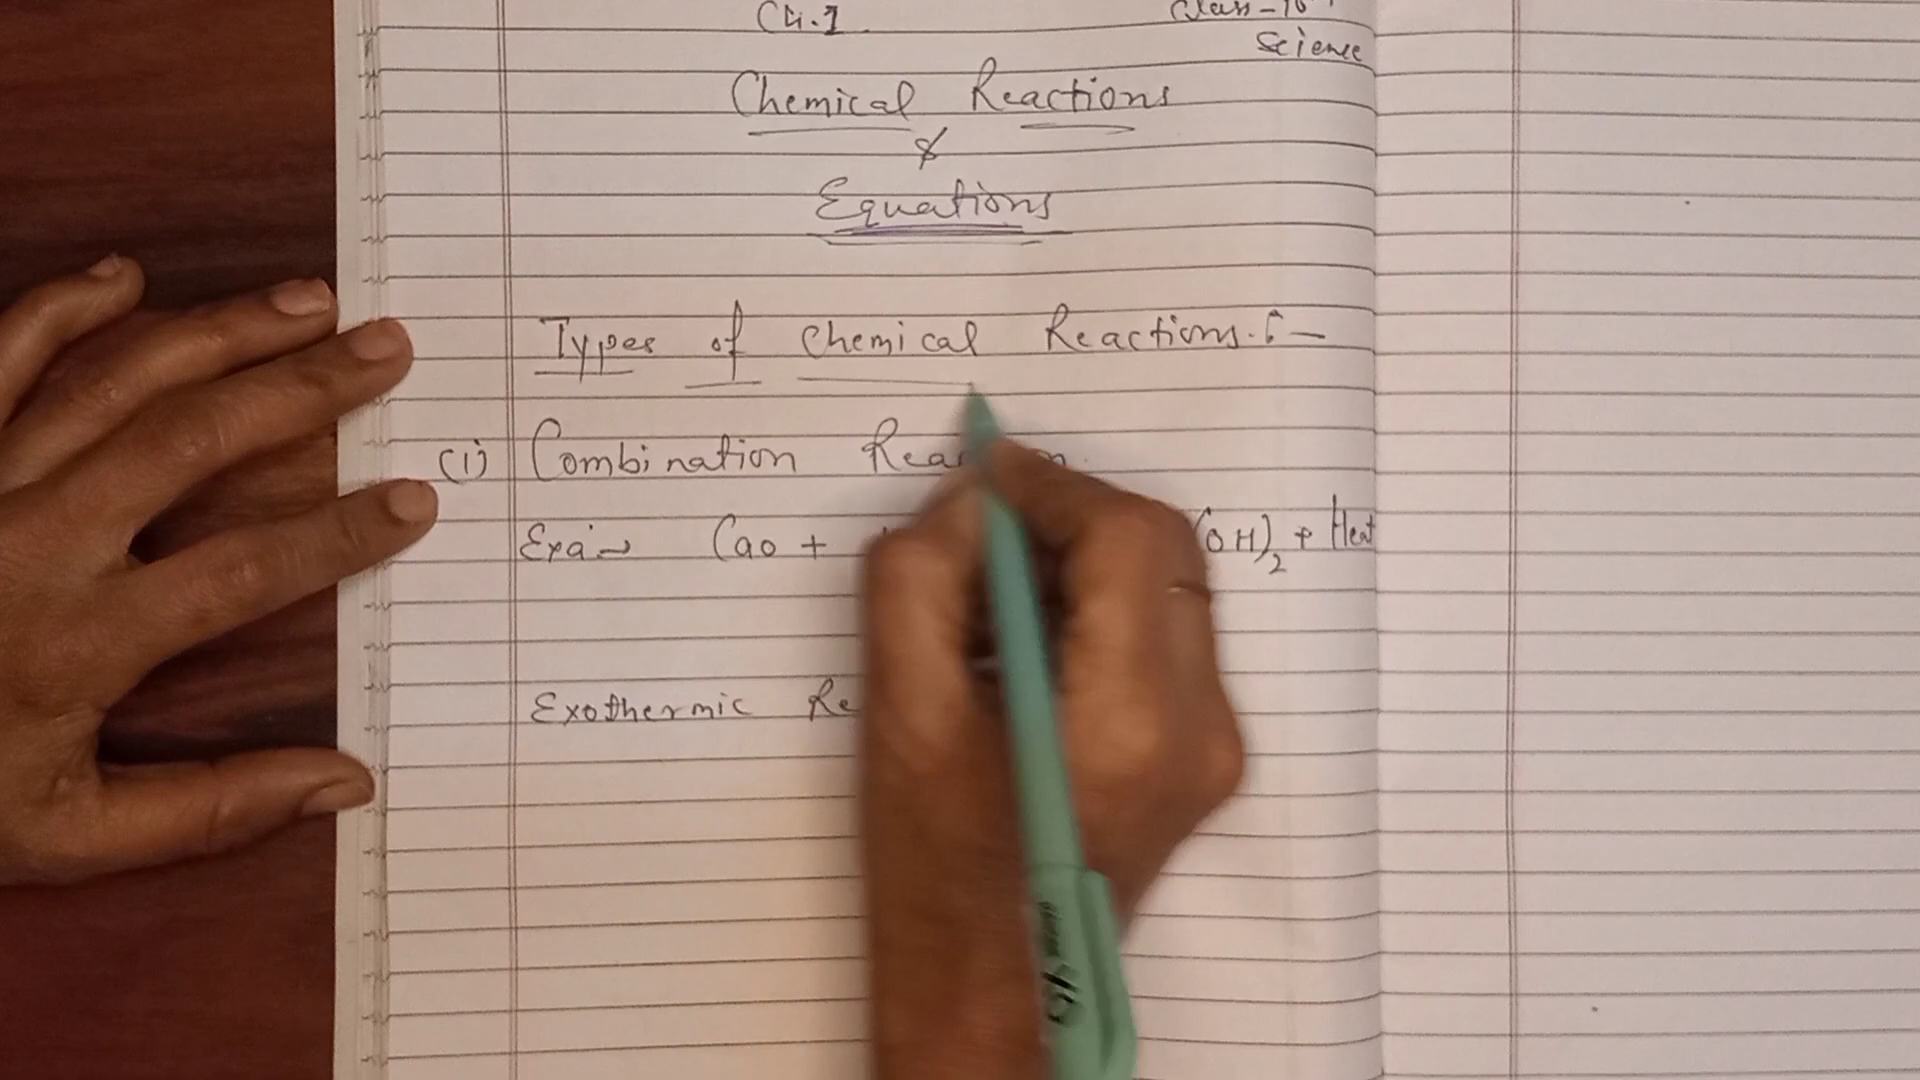 Ch.1
Class-10
Science
Chemical Reactions
&
Equations
Types of Chemical Reactions.:-
(i) Combination
Exa:→ CaO + (OH)2 + Heat
Exothermic